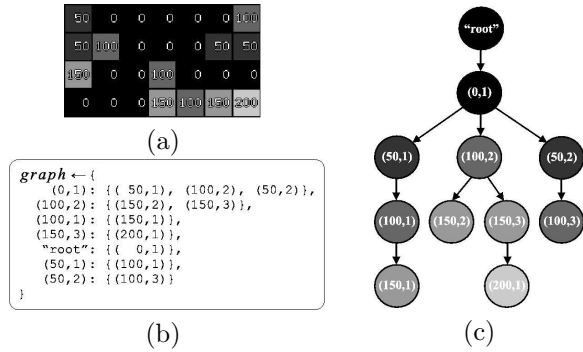 50 0 0 0 0 0 100
50 100 0 0 0 50 50
150 0 0 100 0 0 0
0 0 0 150 100 150 200
(a)
graph ← {
(0,1): {( 50,1), (100,2), (50,2)},
(100,2): {(150,2), (150,3)},
(100,1): {(150,1)},
(150,3): {(200,1)},
"root": {( 0,1)},
(50,1): {(100,1)},
(50,2): {(100,3)}
}
(b)
"root"
(0,1)
(50,1) (100,2) (50,2)
(100,1) (150,2) (150,3) (100,3)
(150,1) (200,1)
(c)